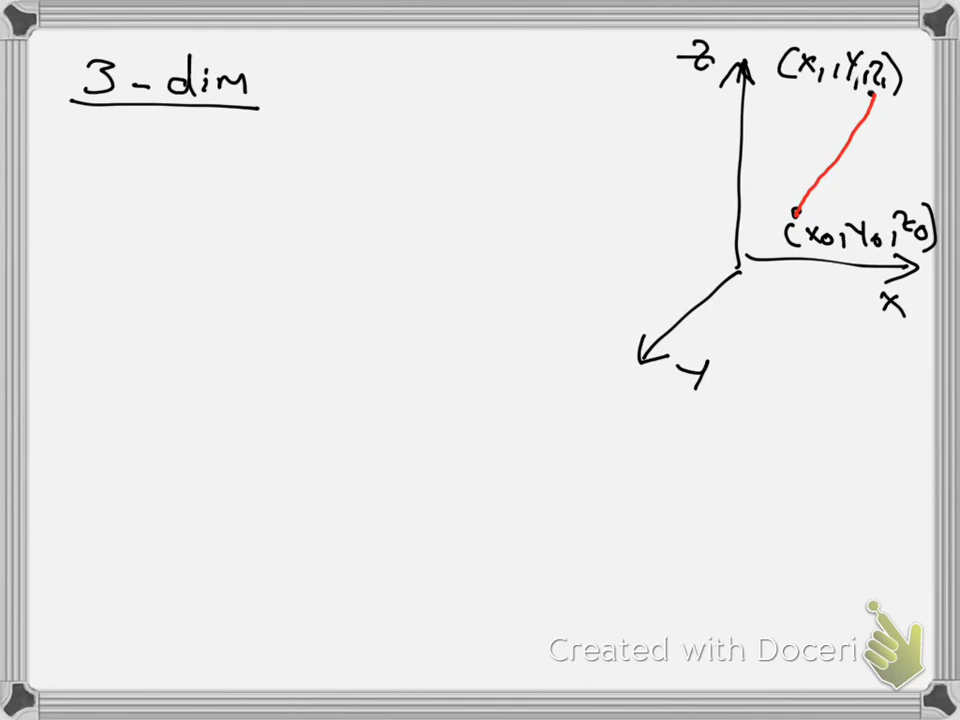 3-dim
z
(x₁, y₁, z₁)
(x₀, y₀, z₀)
x
y
Created with Doceri